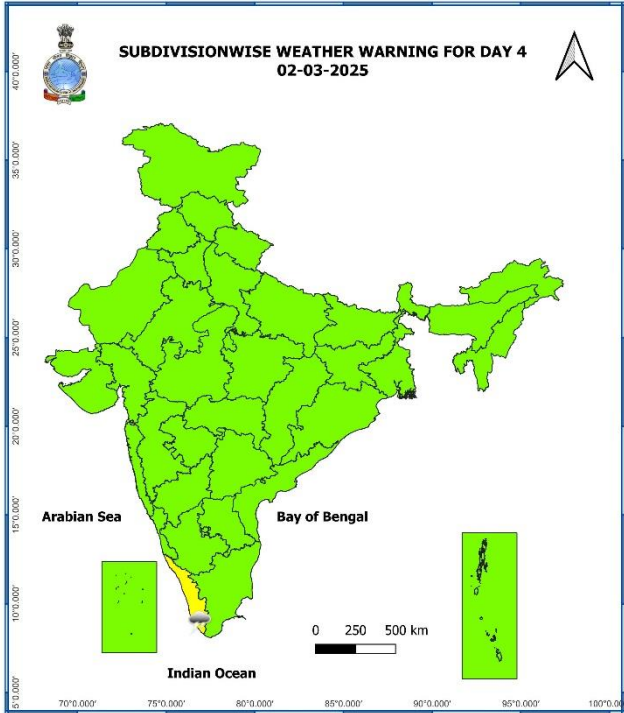 SUBDIVISIONWISE WEATHER WARNING FOR DAY 4
02-03-2025
40°0.000'
35°0.000'
30°0.000'
25°0.000'
20°0.000'
15°0.000'
10°0.000'
5°0.000'
Arabian Sea
Bay of Bengal
0 250 500 km
Indian Ocean
70°0.000' 75°0.000' 80°0.000' 85°0.000' 90°0.000' 95°0.000' 100°0.0